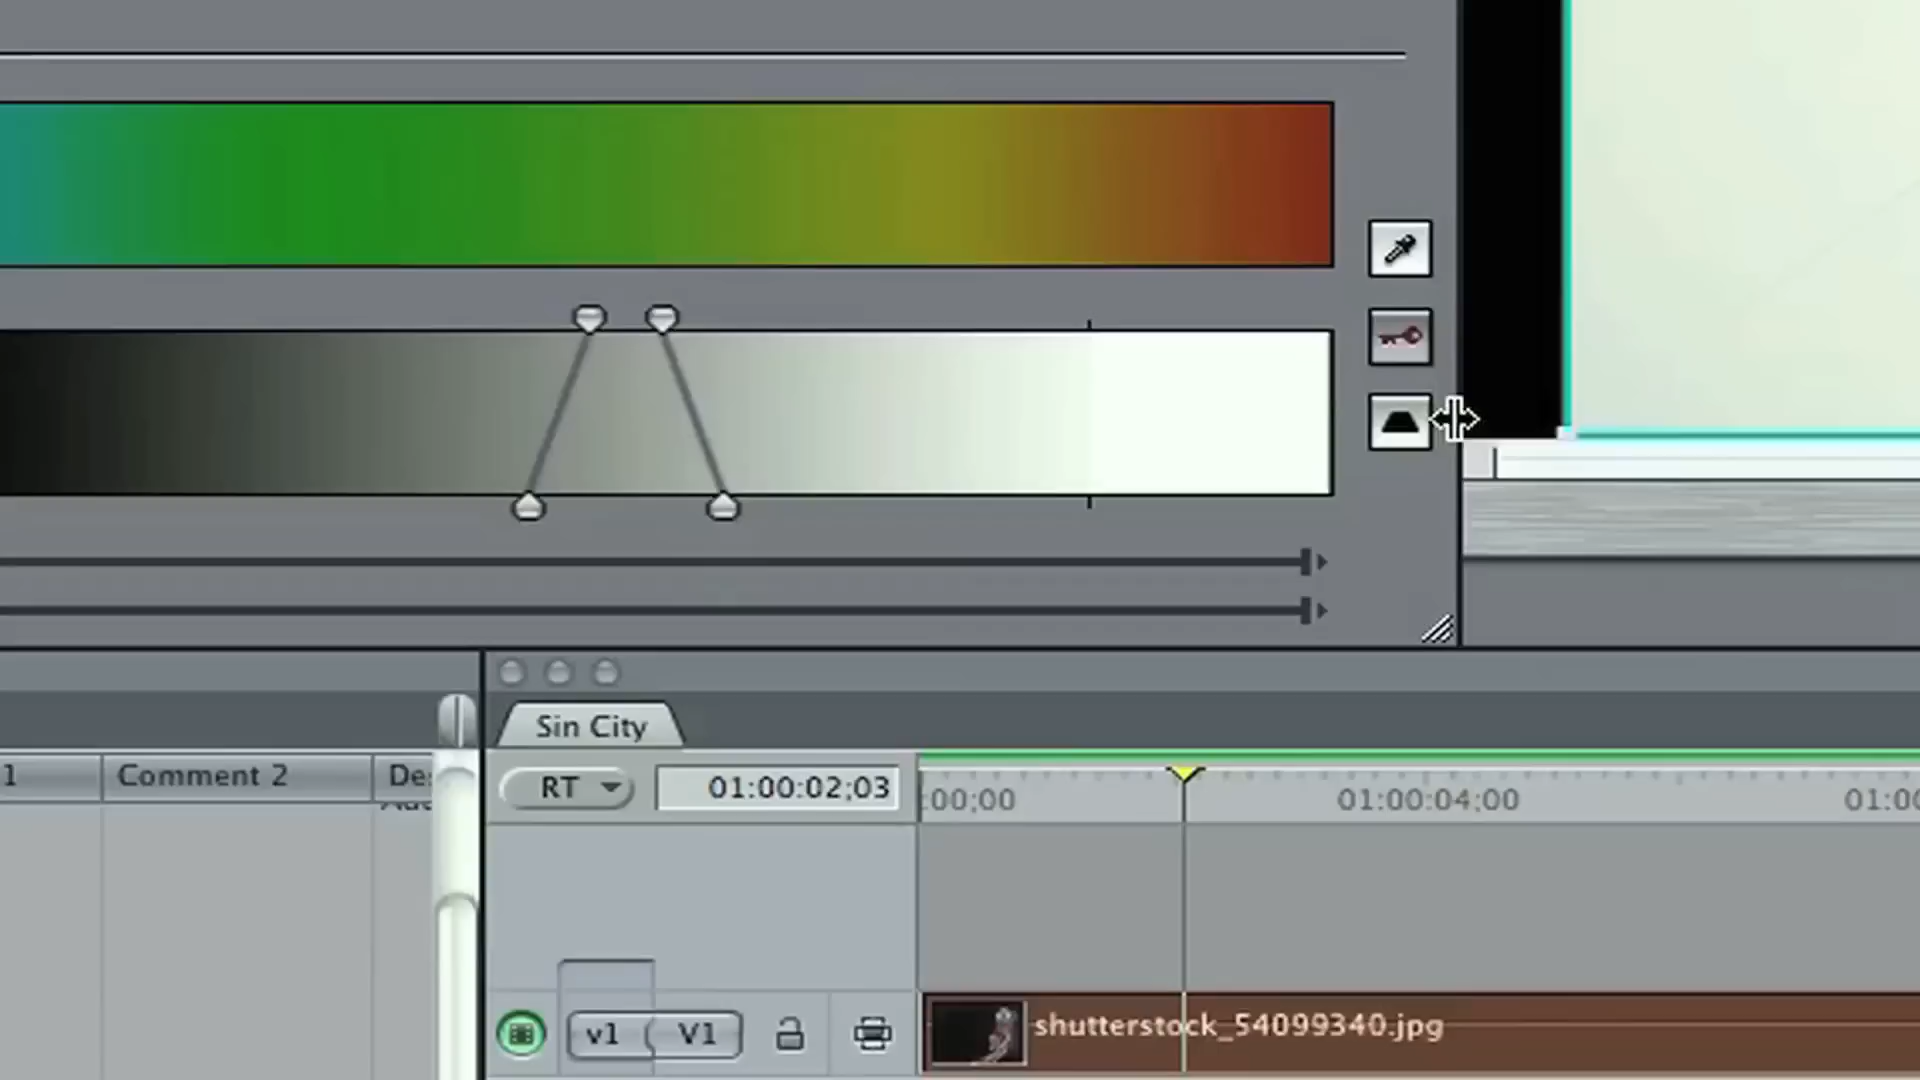 Sin City
1
Comment 2
De
RT
01:00:02;03
:00;00
01:00:04;00
01:00
v1
V1
shutterstock_54099340.jpg